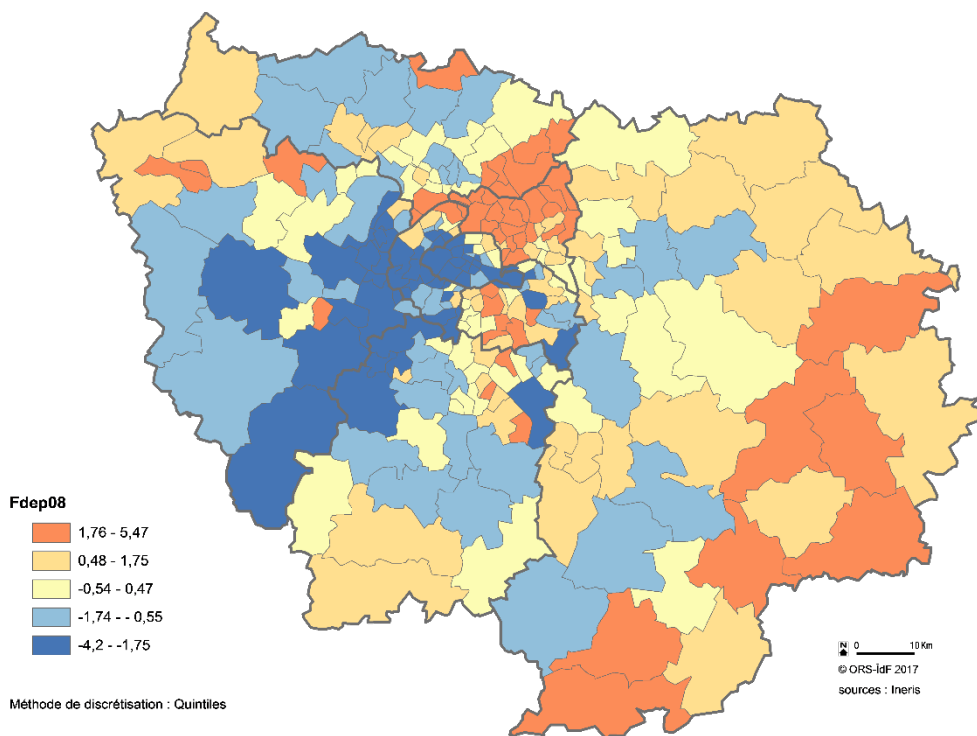 Fdep08
1,76 - 5,47
0,48 - 1,75
-0,54 - 0,47
-1,74 - - 0,55
-4,2 - -1,75
Méthode de discrétisation : Quintiles
N 0 10 Km
© ORS-ÎdF 2017
sources : Ineris